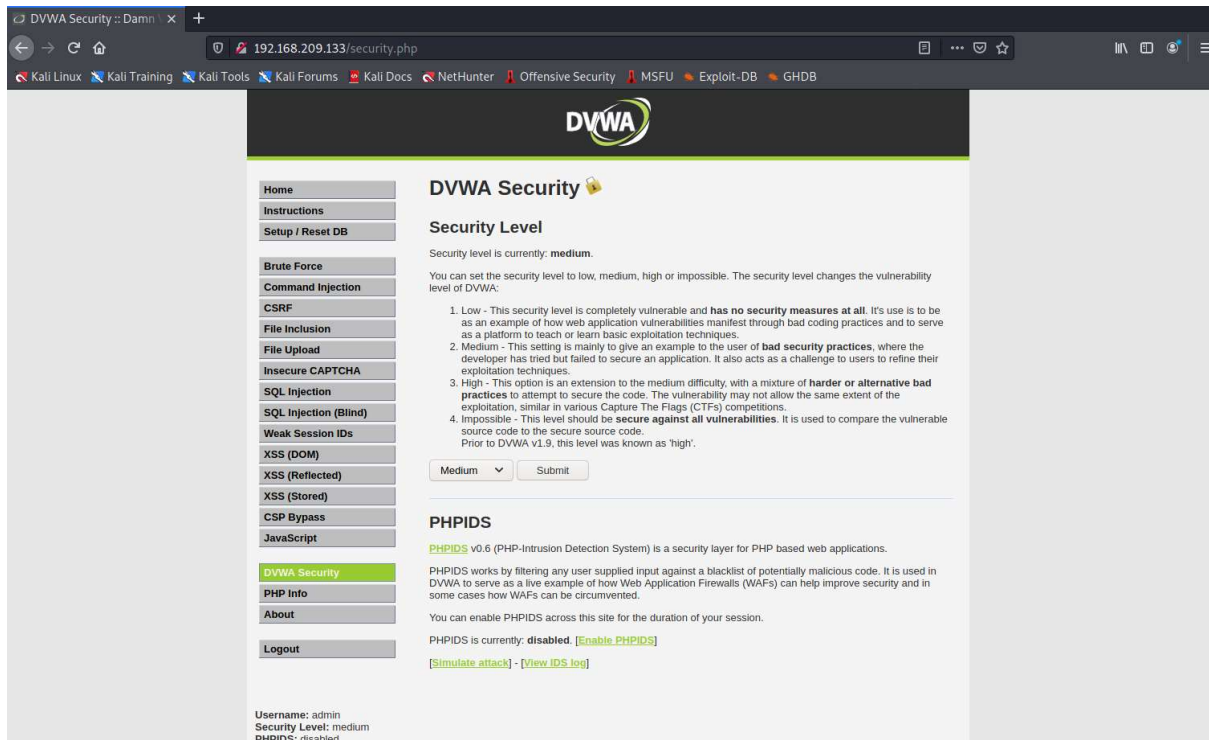 DVWA Security :: Damn V
192.168.209.133/security.php
Kali Linux Kali Training Kali Tools Kali Forums Kali Docs NetHunter Offensive Security MSFU Exploit-DB GHDB
DVWA
Home
Instructions
Setup / Reset DB
Brute Force
Command Injection
CSRF
File Inclusion
File Upload
Insecure CAPTCHA
SQL Injection
SQL Injection (Blind)
Weak Session IDs
XSS (DOM)
XSS (Reflected)
XSS (Stored)
CSP Bypass
JavaScript
DVWA Security
PHP Info
About
Logout
Username: admin
Security Level: medium
PHPIDS: disabled
DVWA Security
Security Level
Security level is currently: medium.
You can set the security level to low, medium, high or impossible. The security level changes the vulnerability
level of DVWA:
1. Low - This security level is completely vulnerable and has no security measures at all. It's use is to be
as an example of how web application vulnerabilities manifest through bad coding practices and to serve
as a platform to teach or learn basic exploitation techniques.
2. Medium - This setting is mainly to give an example to the user of bad security practices, where the
developer has tried but failed to secure an application. It also acts as a challenge to users to refine their
exploitation techniques.
3. High - This option is an extension to the medium difficulty, with a mixture of harder or alternative bad
practices to attempt to secure the code. The vulnerability may not allow the same extent of the
exploitation, similar in various Capture The Flags (CTFs) competitions.
4. Impossible - This level should be secure against all vulnerabilities. It is used to compare the vulnerable
source code to the secure source code.
Prior to DVWA v1.9, this level was known as 'high'.
Medium Submit
PHPIDS
PHPIDS v0.6 (PHP-Intrusion Detection System) is a security layer for PHP based web applications.
PHPIDS works by filtering any user supplied input against a blacklist of potentially malicious code. It is used in
DVWA to serve as a live example of how Web Application Firewalls (WAFs) can help improve security and in
some cases how WAFs can be circumvented.
You can enable PHPIDS across this site for the duration of your session.
PHPIDS is currently: disabled. [Enable PHPIDS]
[Simulate attack] - [View IDS log]